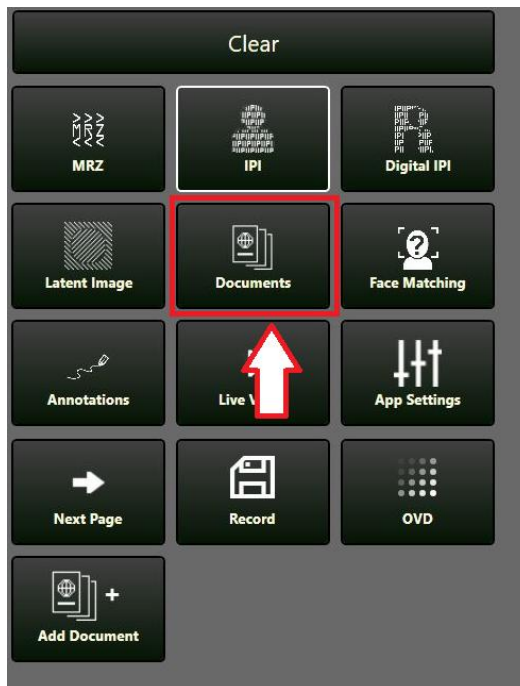 Clear
>>>
MRZ
<<<
MRZ
IPI
Digital IPI
Latent Image
?
Documents
Face Matching
Annotations
Live
App Settings
Next Page
Record
OVD
+
Add Document